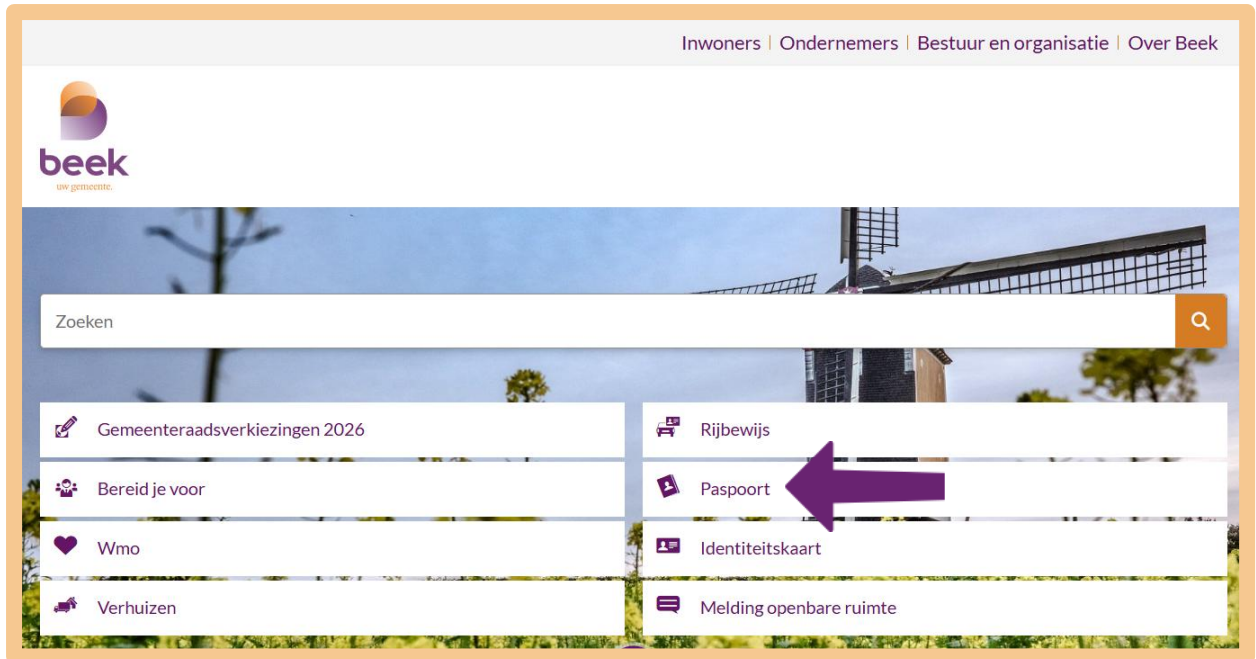 Inwoners | Ondernemers | Bestuur en organisatie | Over Beek
beek
uw gemeente.
Zoeken
Gemeenteraadsverkiezingen 2026
Rijbewijs
Bereid je voor
Paspoort
Wmo
Identiteitskaart
Verhuizen
Melding openbare ruimte